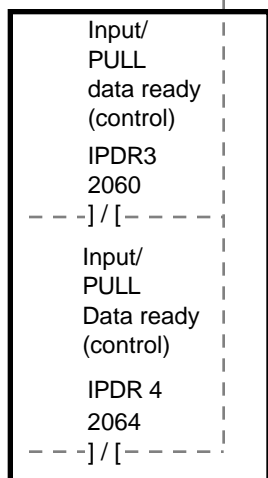 Input/
PULL
data ready
(control)
IPDR3
2060
]/[
Input/
PULL
Data ready
(control)
IPDR 4
2064
]/[